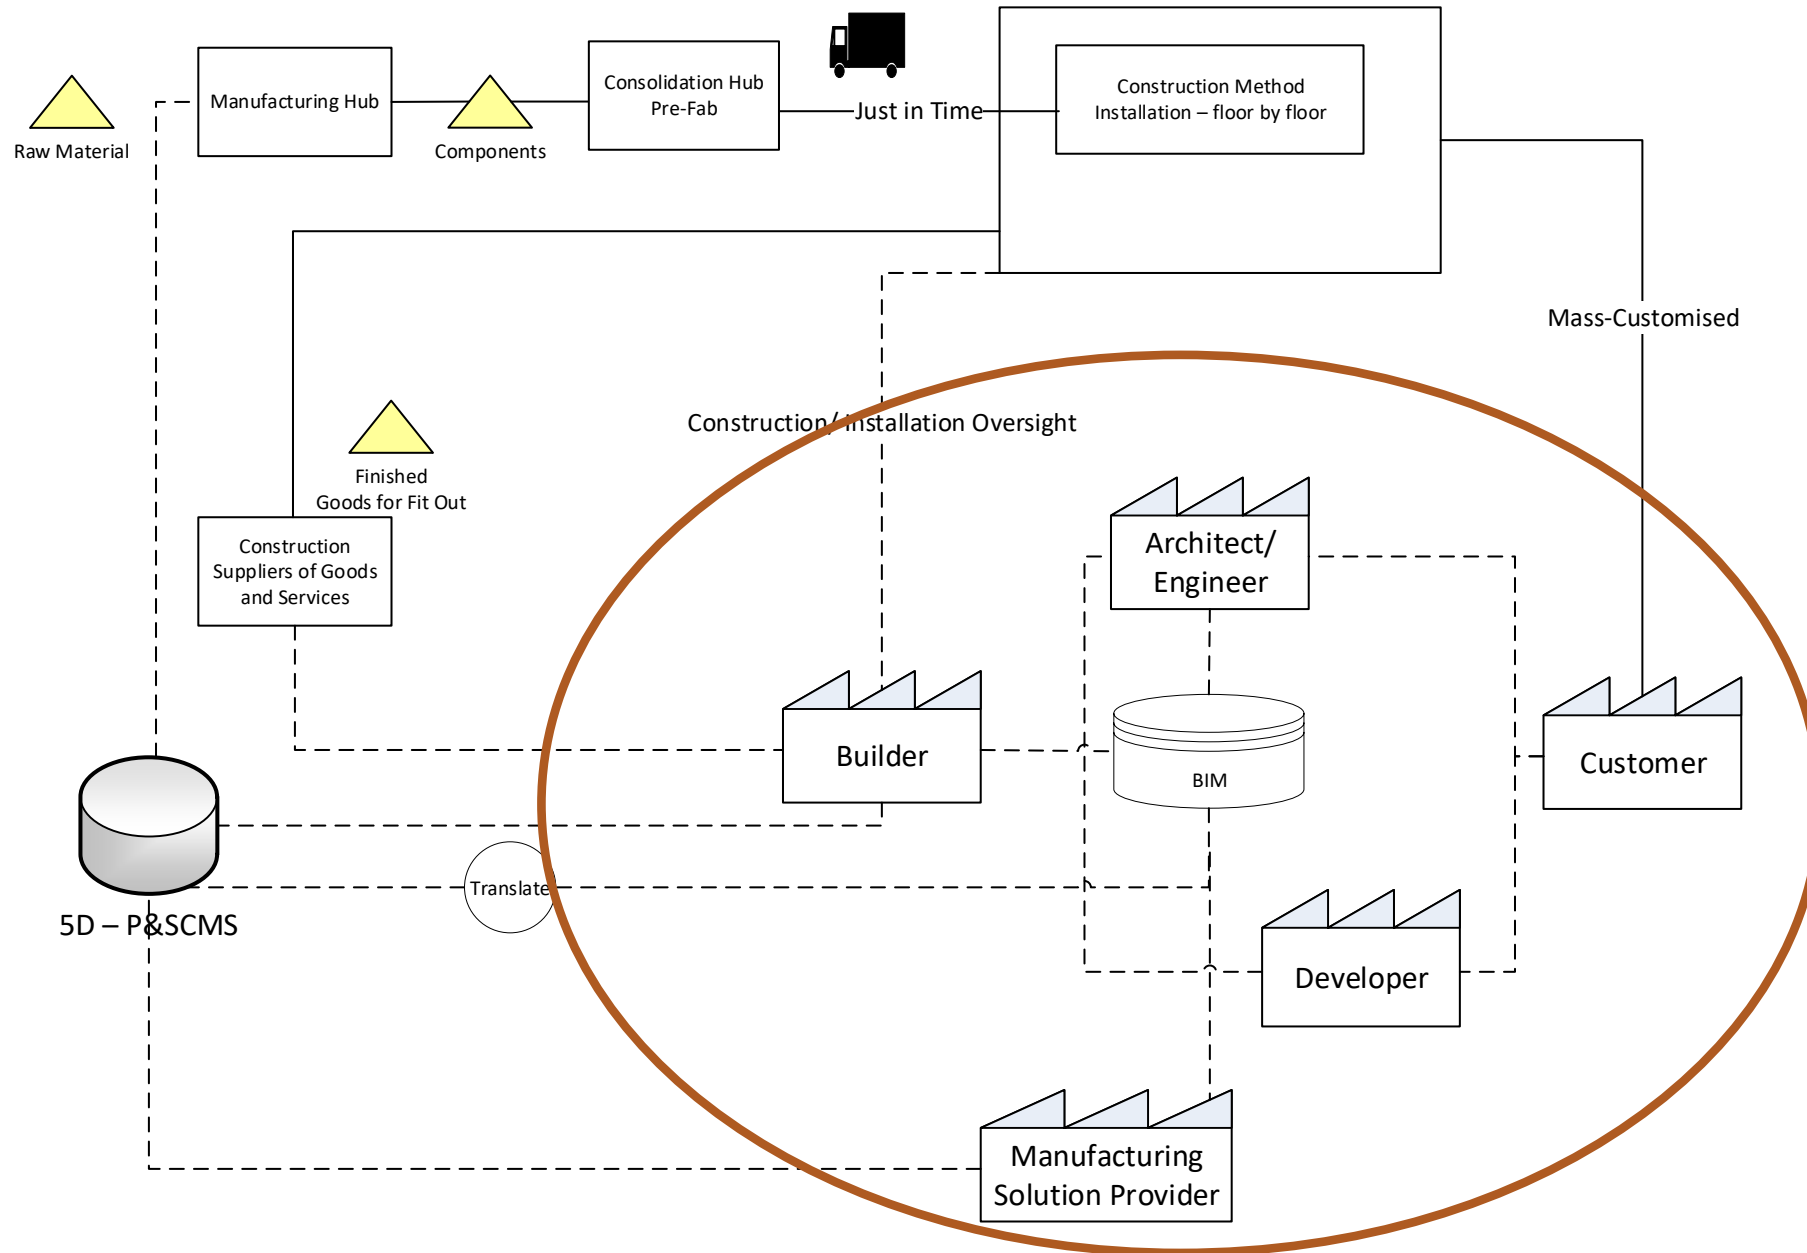 Manufacturing Hub
Consolidation Hub
Pre-Fab
Just in Time
Construction Method
Installation – floor by floor
Raw Material
Components
Mass-Customised
Construction/ Installation Oversight
Finished
Goods for Fit Out
Construction
Suppliers of Goods
and Services
Architect/
Engineer
Builder
BIM
Customer
Translate
5D – P&SCMS
Developer
Manufacturing
Solution Provider